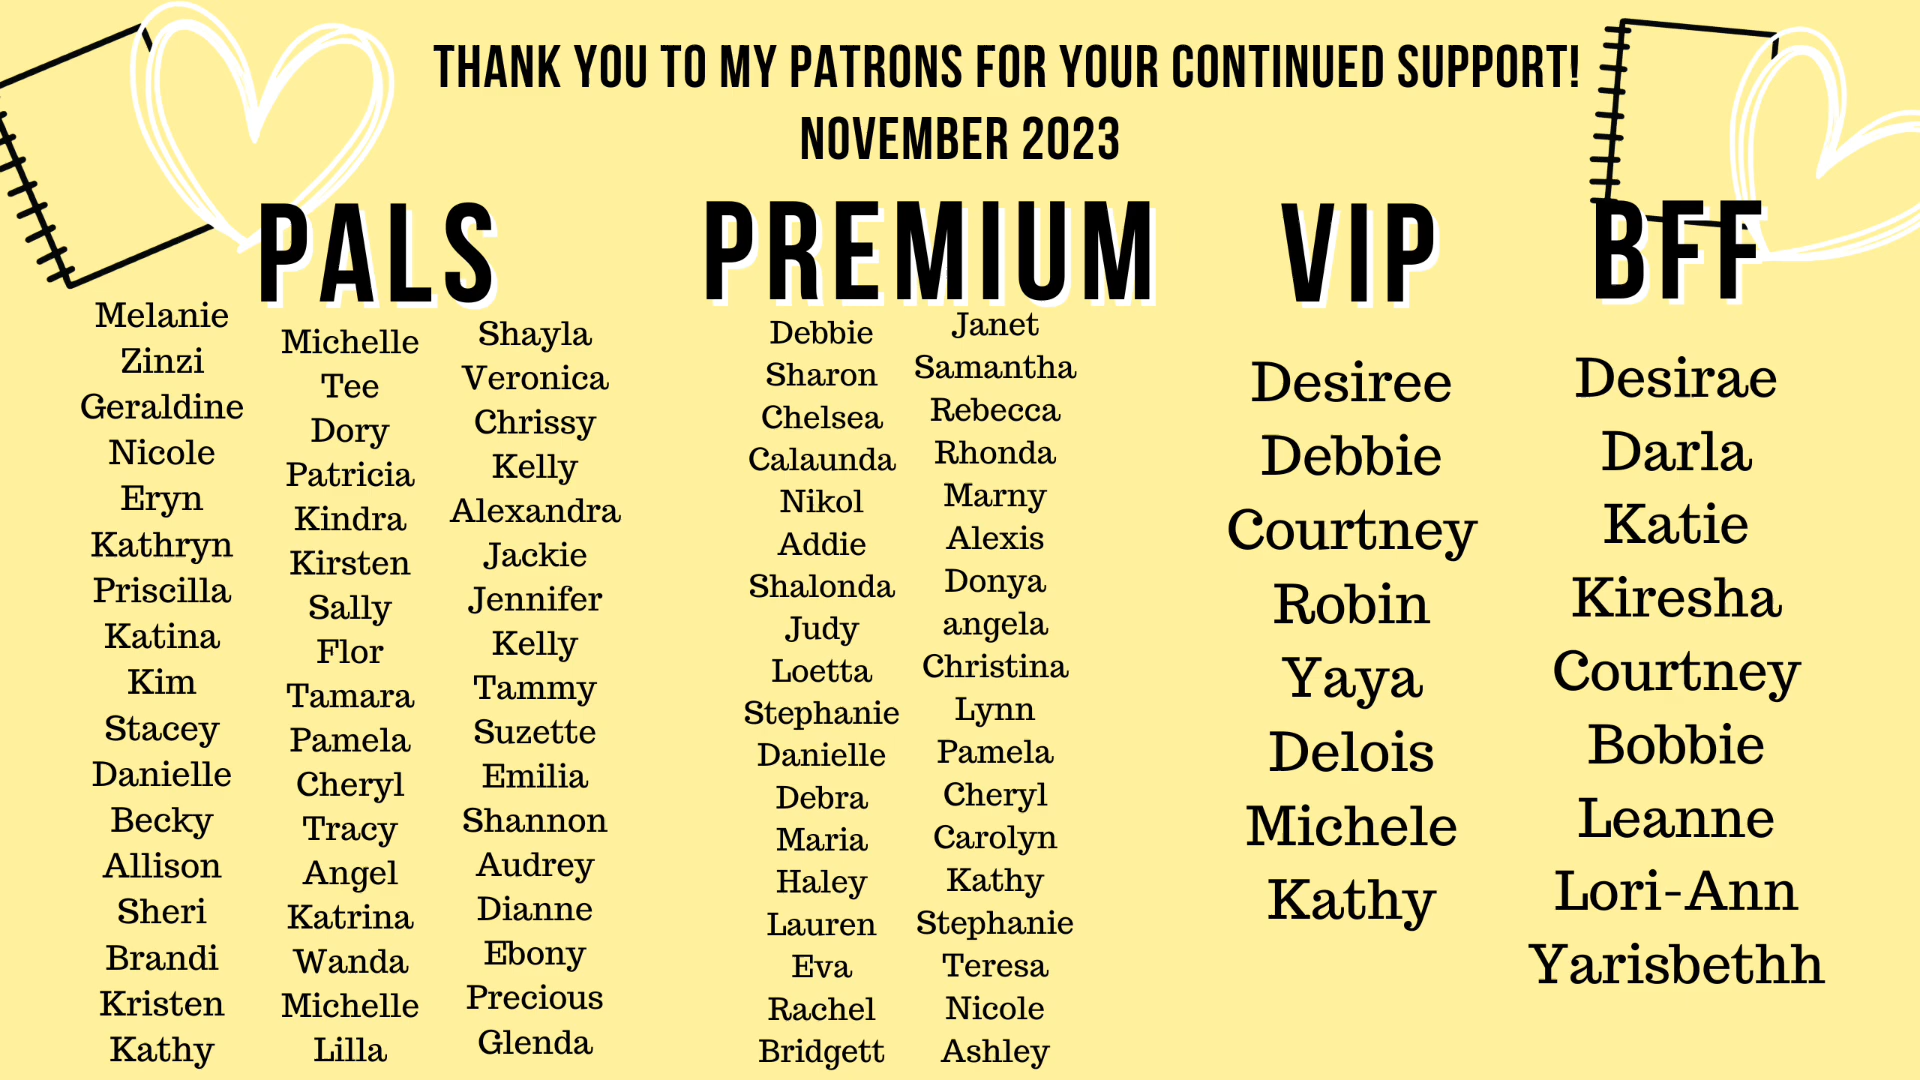 THANK YOU TO MY PATRONS FOR YOUR CONTINUED SUPPORT!
NOVEMBER 2023
PALS
Melanie
Zinzi
Geraldine
Nicole
Eryn
Kathryn
Priscilla
Katina
Kim
Stacey
Danielle
Becky
Allison
Sheri
Brandi
Kristen
Kathy
Michelle
Tee
Dory
Patricia
Kindra
Kirsten
Sally
Flor
Tamara
Pamela
Cheryl
Tracy
Angel
Katrina
Wanda
Michelle
Lilla
Shayla
Veronica
Chrissy
Kelly
Alexandra
Jackie
Jennifer
Kelly
Tammy
Suzette
Emilia
Shannon
Audrey
Dianne
Ebony
Precious
Glenda
PREMIUM
Debbie
Sharon
Chelsea
Calaunda
Nikol
Addie
Shalonda
Judy
Loetta
Stephanie
Danielle
Debra
Maria
Haley
Lauren
Eva
Rachel
Bridgett
Janet
Samantha
Rebecca
Rhonda
Marny
Alexis
Donya
angela
Christina
Lynn
Pamela
Cheryl
Carolyn
Kathy
Stephanie
Teresa
Nicole
Ashley
VIP
Desiree
Debbie
Courtney
Robin
Yaya
Delois
Michele
Kathy
BFF
Desirae
Darla
Katie
Kiresha
Courtney
Bobbie
Leanne
Lori-Ann
Yarisbethh